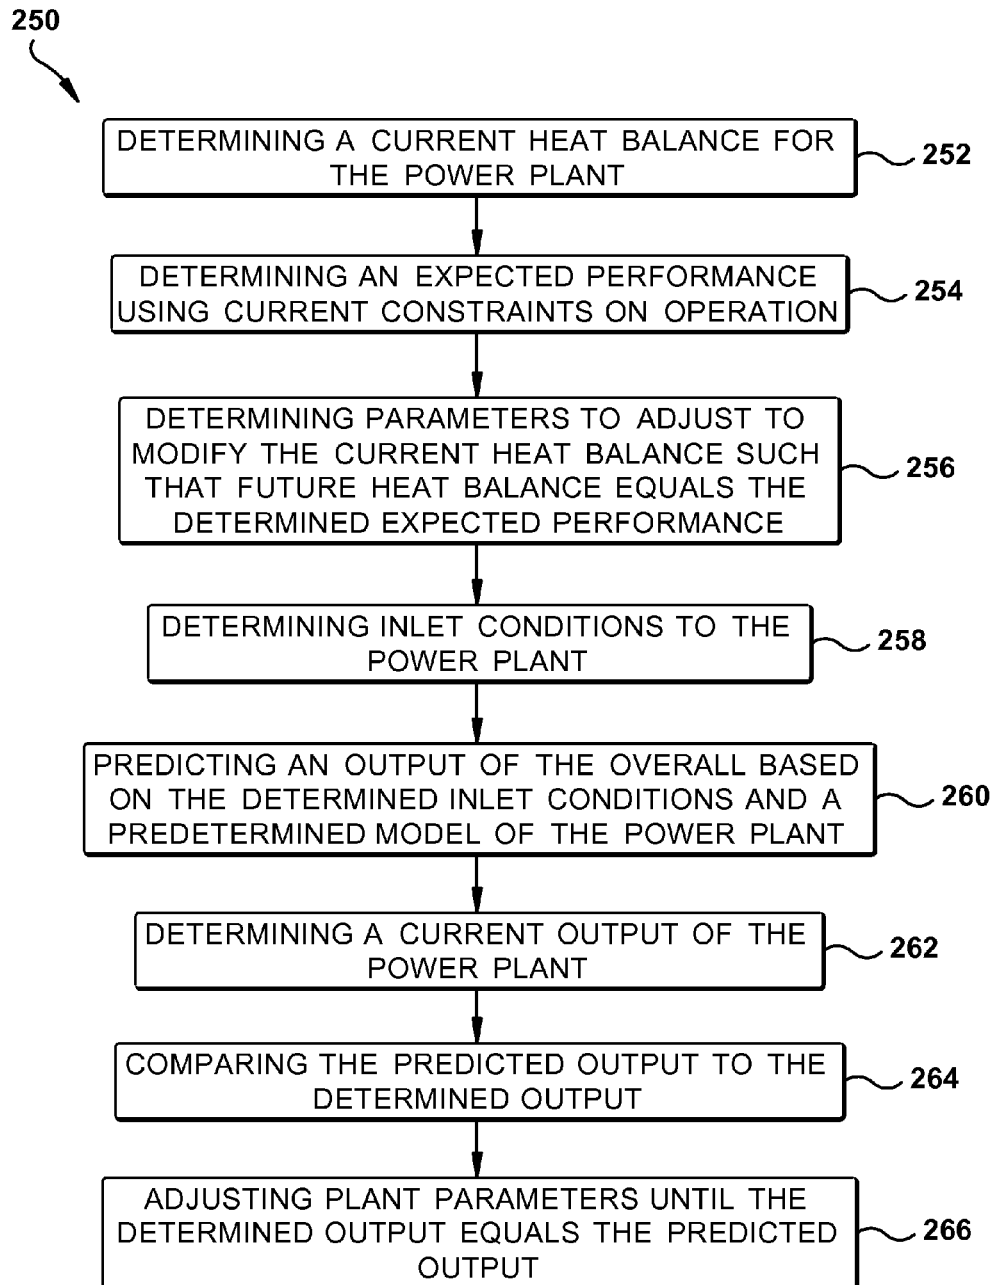 250
DETERMINING A CURRENT HEAT BALANCE FOR
THE POWER PLANT
252
DETERMINING AN EXPECTED PERFORMANCE
USING CURRENT CONSTRAINTS ON OPERATION
254
DETERMINING PARAMETERS TO ADJUST TO
MODIFY THE CURRENT HEAT BALANCE SUCH
THAT FUTURE HEAT BALANCE EQUALS THE
DETERMINED EXPECTED PERFORMANCE
256
DETERMINING INLET CONDITIONS TO THE
POWER PLANT
258
PREDICTING AN OUTPUT OF THE OVERALL BASED
ON THE DETERMINED INLET CONDITIONS AND A
PREDETERMINED MODEL OF THE POWER PLANT
260
DETERMINING A CURRENT OUTPUT OF THE
POWER PLANT
262
COMPARING THE PREDICTED OUTPUT TO THE
DETERMINED OUTPUT
264
ADJUSTING PLANT PARAMETERS UNTIL THE
DETERMINED OUTPUT EQUALS THE PREDICTED
OUTPUT
266